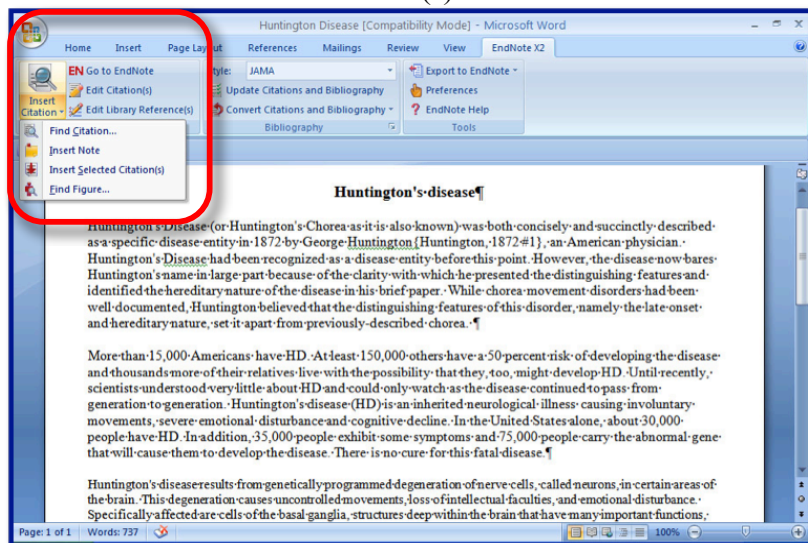 Huntington Disease [Compatibility Mode] - Microsoft Word
Home Insert Page Layout References Mailings Review View EndNote X2
Insert Citation
EN Go to EndNote
Edit Citation(s)
Edit Library Reference(s)
Style: JAMA
Update Citations and Bibliography
Convert Citations and Bibliography
Bibliography
Export to EndNote
Preferences
EndNote Help
Tools
Find Citation...
Insert Note
Insert Selected Citation(s)
Find Figure...
Huntington's·disease¶
Huntington's·Disease·(or·Huntington's·Chorea·as·it·is·also·known)·was·both·concisely·and·succinctly·described·
as·a·specific·disease·entity·in·1872·by·George·Huntington{Huntington,·1872·#1},·an·American·physician.·
Huntington's·Disease·had·been·recognized·as·a·disease·entity·before·this·point.·However,·the·disease·now·bares·
Huntington's·name·in·large·part·because·of·the·clarity·with·which·he·presented·the·distinguishing·features·and·
identified·the·hereditary·nature·of·the·disease·in·his·brief·paper.·While·chorea·movement·disorders·had·been·
well·documented,·Huntington·believed·that·the·distinguishing·features·of·this·disorder,·namely·the·late·onset·
and·hereditary·nature,·set·it·apart·from·previously-described·chorea.·¶
More·than·15,000·Americans·have·HD.·At·least·150,000·others·have·a·50·percent·risk·of·developing·the·disease·
and·thousands·more·of·their·relatives·live·with·the·possibility·that·they,·too,·might·develop·HD.·Until·recently,·
scientists·understood·very·little·about·HD·and·could·only·watch·as·the·disease·continued·to·pass·from·
generation·to·generation.·Huntington's·disease·(HD)·is·an·inherited·neurological·illness·causing·involuntary·
movements,·severe·emotional·disturbance·and·cognitive·decline.·In·the·United·States·alone,·about·30,000·
people·have·HD.·In·addition,·35,000·people·exhibit·some·symptoms·and·75,000·people·carry·the·abnormal·gene·
that·will·cause·them·to·develop·the·disease.·There·is·no·cure·for·this·fatal·disease.¶
Huntington's·disease·results·from·genetically·programmed·degeneration·of·nerve·cells,·called·neurons,·in·certain·areas·of·
the·brain.·This·degeneration·causes·uncontrolled·movements,·loss·of·intellectual·faculties,·and·emotional·disturbance.·
Specifically·affected·are·cells·of·the·basal·ganglia,·structures·deep·within·the·brain·that·have·many·important·functions,·
Page: 1 of 1 Words: 737 100%